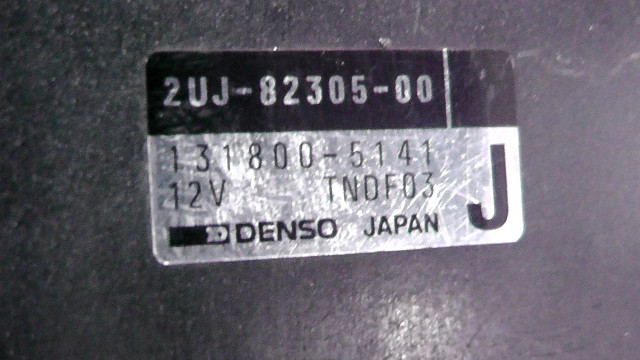 2UJ-82305-00
131800-5141
12V TNDF03
J
DENSO JAPAN